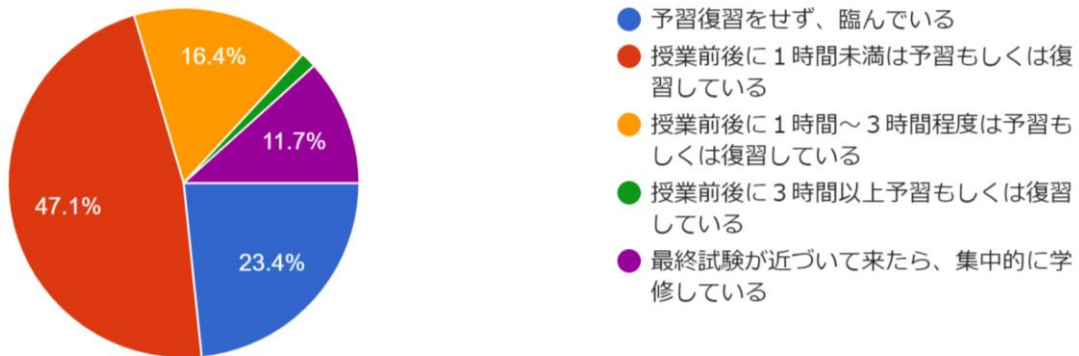 16.4%
11.7%
47.1%
23.4%
予習復習をせず、臨んでいる
授業前後に１時間未満は予習もしくは復
習している
授業前後に１時間～３時間程度は予習も
しくは復習している
授業前後に３時間以上予習もしくは復習
している
最終試験が近づいて来たら、集中的に学
修している